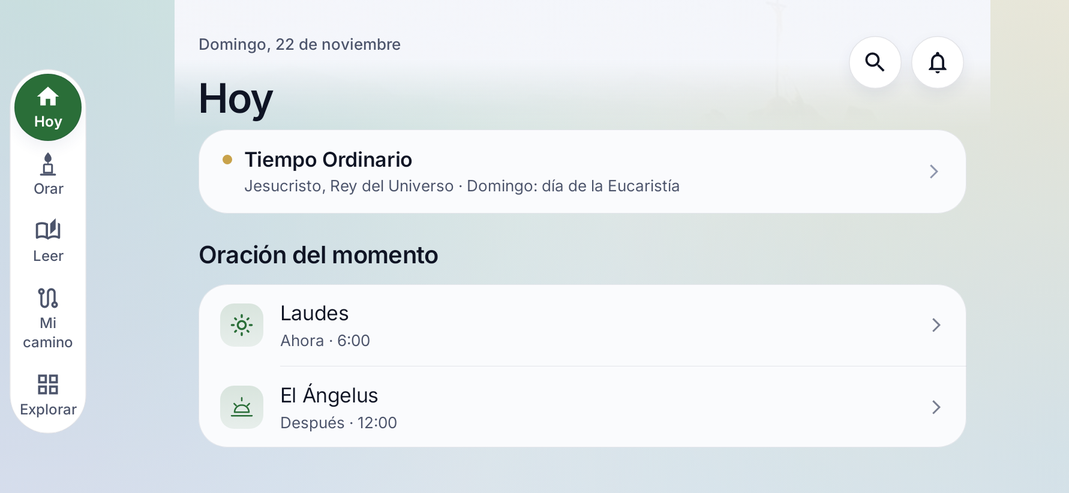 Domingo, 22 de noviembre
Hoy
Hoy
Orar
Leer
Mi
camino
Explorar
Tiempo Ordinario
Jesucristo, Rey del Universo · Domingo: día de la Eucaristía
Oración del momento
Laudes
Ahora · 6:00
El Ángelus
Después · 12:00